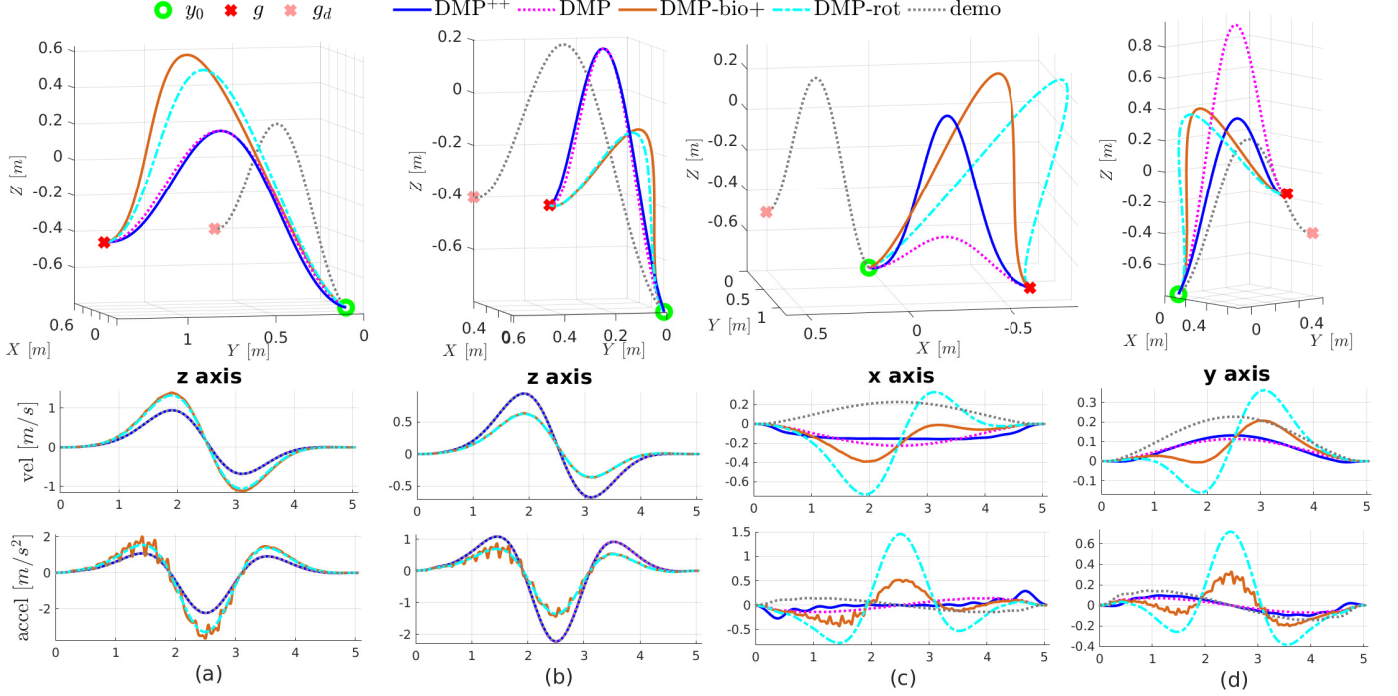 y₀ g g_d DMP⁺⁺ DMP DMP-bio+ DMP-rot demo
0.6
0.4
0.2
0
-0.2
-0.4
-0.6
Z [m]
0.6 0
1 0.5 0
X [m] Y [m]
0.2
0
-0.2
-0.4
-0.6
Z [m]
0.4 0.6 0.4 0.2 0
0
X [m] Y [m]
0.2
0
-0.2
-0.4
-0.6
Z [m]
0
0.5
1
0.5 0 -0.5
Y [m] X [m]
0.8
0.6
0.4
0.2
0
-0.2
-0.4
-0.6
Z [m]
0 0.4 0 0.4
X [m] Y [m]
z axis
vel [m/s]
1
0
-1
0 1 2 3 4 5
z axis
0.5
0
-0.5
0 1 2 3 4 5
x axis
0.2
0
-0.2
-0.4
-0.6
0 1 2 3 4 5
y axis
0.3
0.2
0.1
0
0 1 2 3 4 5
accel [m/s²]
2
0
-2
0 1 2 3 4 5
(a)
1
0
-1
-2
0 1 2 3 4 5
(b)
1.5
1
0.5
0
-0.5
0 1 2 3 4 5
(c)
0.6
0.4
0.2
0
-0.2
-0.4
0 1 2 3 4 5
(d)